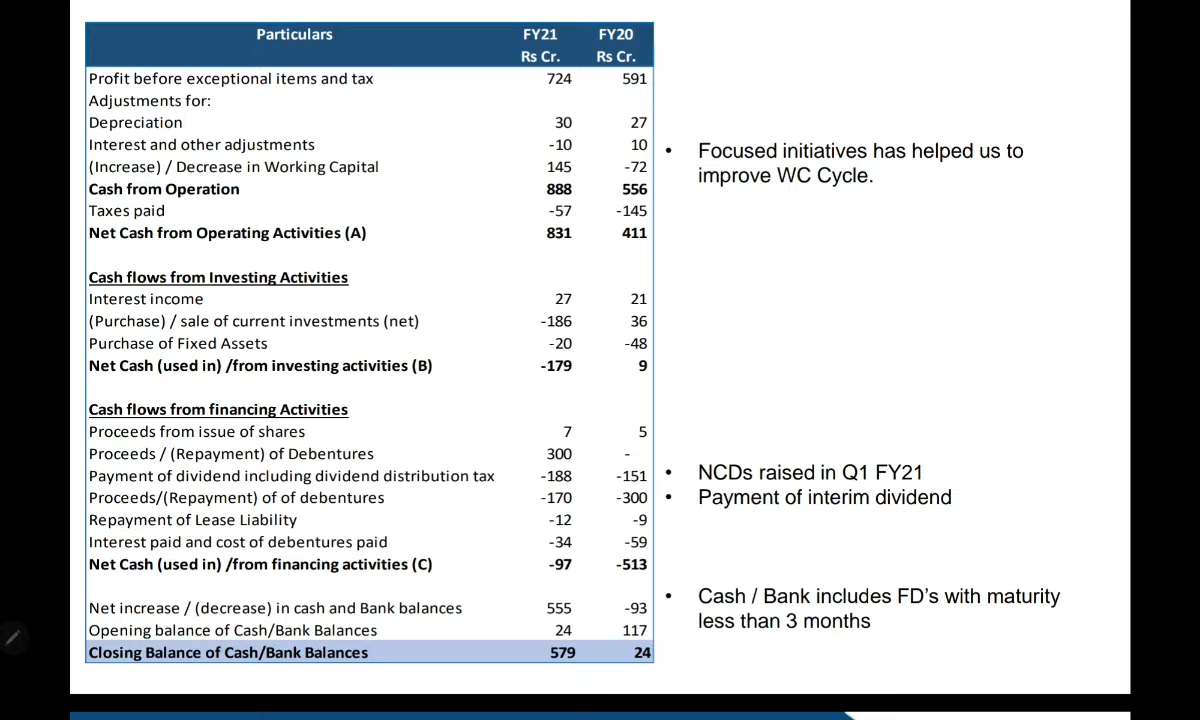 Particulars FY21 FY20
Rs Cr. Rs Cr.
Profit before exceptional items and tax 724 591
Adjustments for:
Depreciation 30 27
Interest and other adjustments -10 10
(Increase) / Decrease in Working Capital 145 -72
Cash from Operation 888 556
Taxes paid -57 -145
Net Cash from Operating Activities (A) 831 411
• Focused initiatives has helped us to
improve WC Cycle.
Cash flows from Investing Activities
Interest income 27 21
(Purchase) / sale of current investments (net) -186 36
Purchase of Fixed Assets -20 -48
Net Cash (used in) /from investing activities (B) -179 9
Cash flows from financing Activities
Proceeds from issue of shares 7 5
Proceeds / (Repayment) of Debentures 300 -
Payment of dividend including dividend distribution tax -188 -151
Proceeds/(Repayment) of of debentures -170 -300
Repayment of Lease Liability -12 -9
Interest paid and cost of debentures paid -34 -59
Net Cash (used in) /from financing activities (C) -97 -513
• NCDs raised in Q1 FY21
• Payment of interim dividend
Net increase / (decrease) in cash and Bank balances 555 -93
Opening balance of Cash/Bank Balances 24 117
Closing Balance of Cash/Bank Balances 579 24
• Cash / Bank includes FD's with maturity
less than 3 months